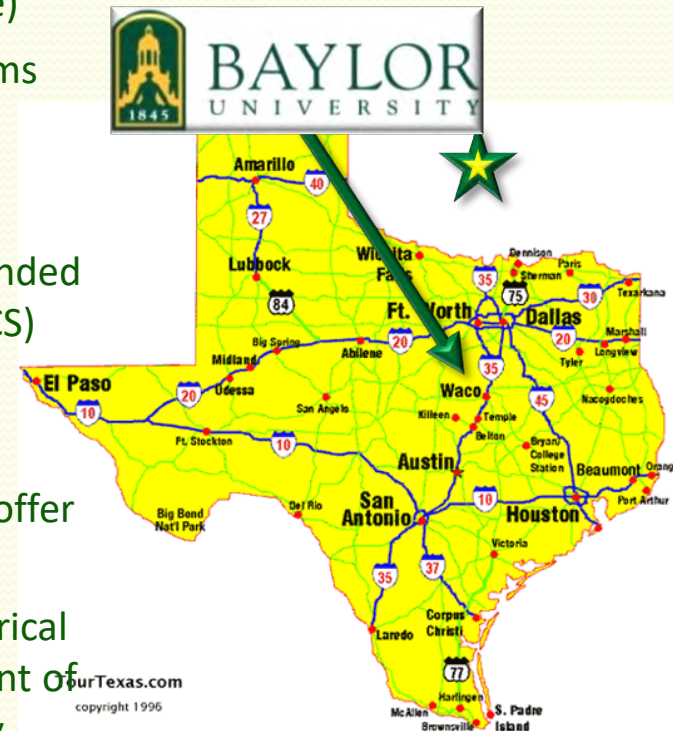 e)
ms
BAYLOR
UNIVERSITY
1845
nded
CS)
offer
rical
nt of
Amarillo
40
27
Lubbock
84
Wichita
Falls
35
Dennison
Sherman
Paris
75
30
Texarkana
Ft. Worth
Dallas
20
Marshall
Longview
Tyler
Big Spring
Abilene
20
Midland
Odessa
20
El Paso
10
San Angelo
35
Waco
45
Nacogdoches
Killeen
Temple
Belton
Ft. Stockton
10
Bryan/
College
Station
Austin
Beaumont
Orang
Port Arthur
San
Antonio
10
Houston
Big Bond
Nat'l Park
Del Rio
Victoria
35
37
Corpus
Christi
Laredo
77
TourTexas.com
copyright 1996
McAllen
Harlingen
Brownsville
S. Padre
Island